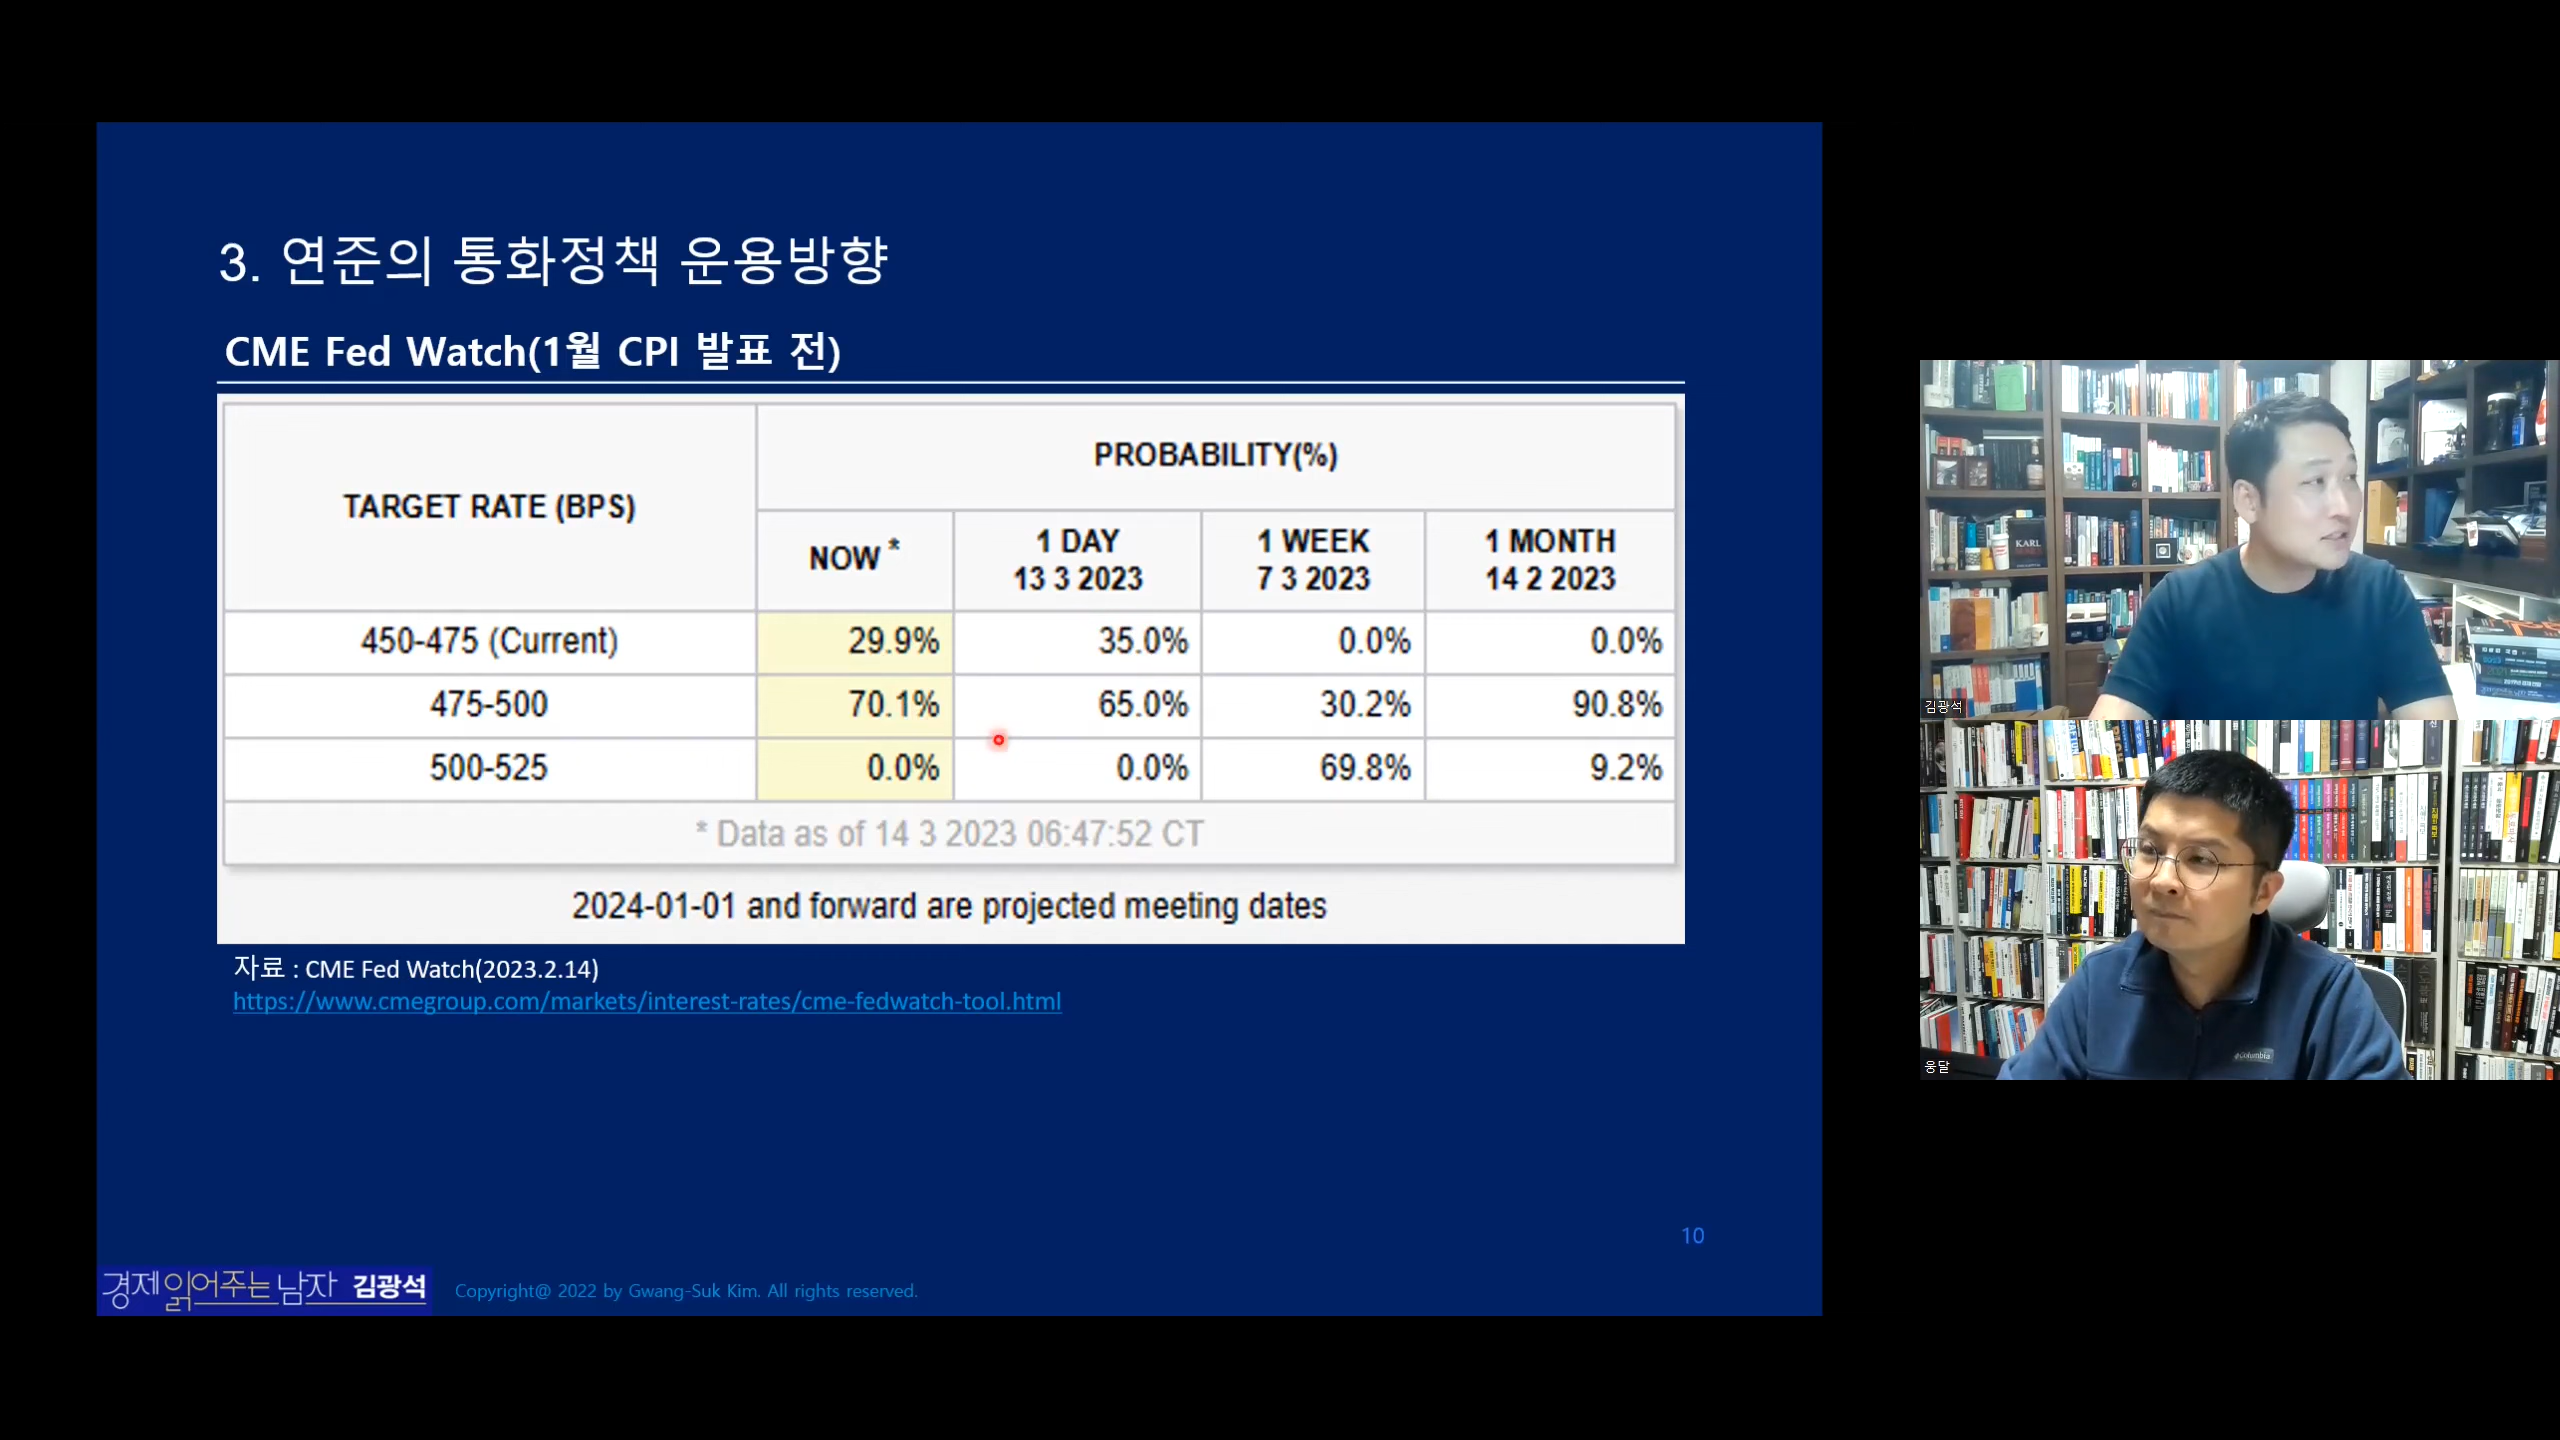 3. 연준의 통화정책 운용방향
CME Fed Watch(1월 CPI 발표 전)
TARGET RATE (BPS)
PROBABILITY(%)
NOW *
1 DAY
13 3 2023
1 WEEK
7 3 2023
1 MONTH
14 2 2023
450-475 (Current) 29.9% 35.0% 0.0% 0.0%
475-500 70.1% 65.0% 30.2% 90.8%
500-525 0.0% 0.0% 69.8% 9.2%
* Data as of 14 3 2023 06:47:52 CT
2024-01-01 and forward are projected meeting dates
자료 : CME Fed Watch(2023.2.14)
https://www.cmegroup.com/markets/interest-rates/cme-fedwatch-tool.html
10
경제 읽어주는 남자 김광석
Copyright@ 2022 by Gwang-Suk Kim. All rights reserved.
KARL
김광석
Columbia
웅달